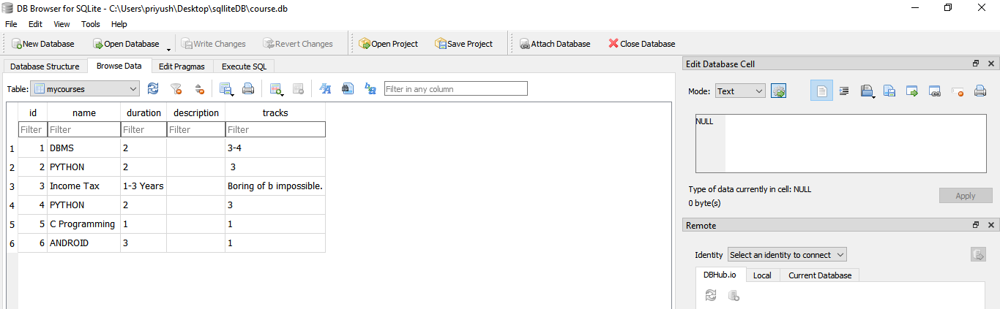 DB Browser for SQLite - C:\Users\priyush\Desktop\sqlliteDB\course.db
File Edit View Tools Help
New Database Open Database Write Changes Revert Changes Open Project Save Project Attach Database Close Database
Database Structure Browse Data Edit Pragmas Execute SQL
Table: mycourses Filter in any column
id name duration description tracks
Filter Filter Filter Filter Filter
1 1 DBMS 2 3-4
2 2 PYTHON 2 3
3 3 Income Tax 1-3 Years Boring of b impossible.
4 4 PYTHON 2 3
5 5 C Programming 1 1
6 6 ANDROID 3 1
Edit Database Cell
Mode: Text
NULL
Type of data currently in cell: NULL
0 byte(s)
Apply
Remote
Identity Select an identity to connect
DBHub.io Local Current Database